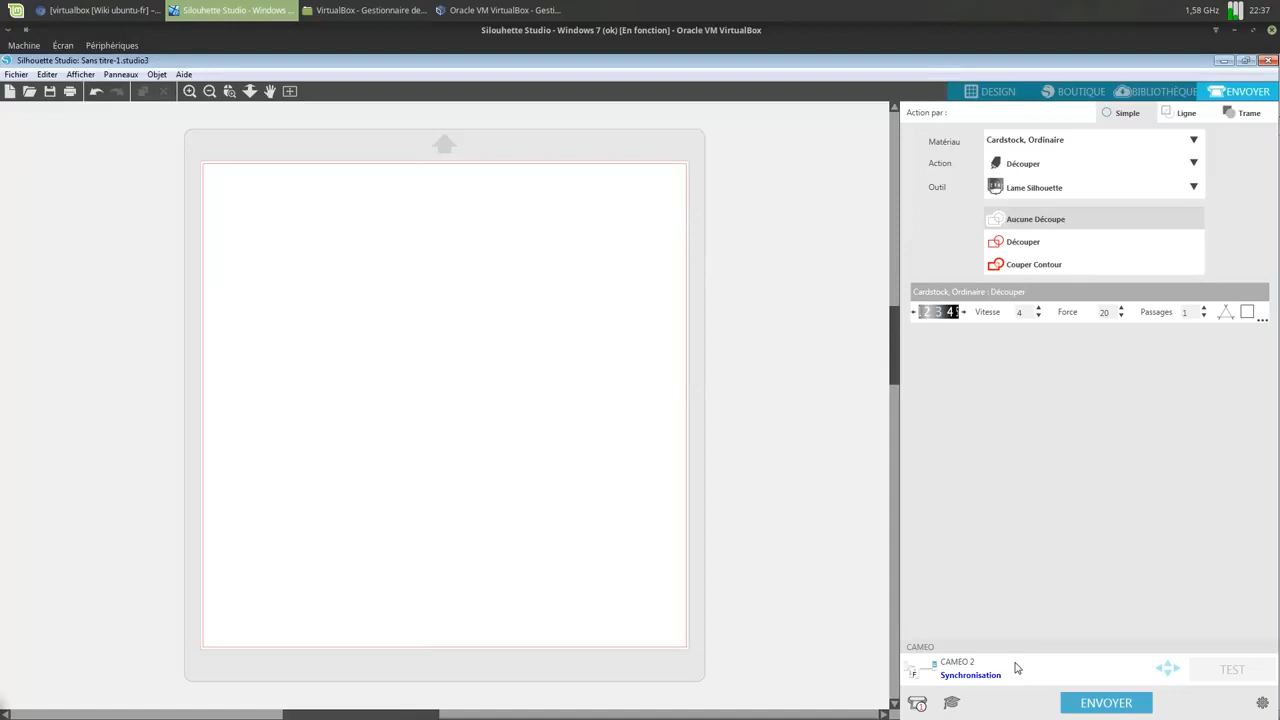 [virtualbox [Wiki ubuntu-fr] –...
Silouhette Studio - Windows ...
VirtualBox - Gestionnaire de...
Oracle VM VirtualBox - Gesti...
1,58 GHz
22:37
Silouhette Studio - Windows 7 (ok) [En fonction] - Oracle VM VirtualBox
Machine Écran Périphériques
Silhouette Studio: Sans titre-1.studio3
Fichier Editer Afficher Panneaux Objet Aide
DESIGN BOUTIQUE BIBLIOTHÈQUE ENVOYER
Action par : Simple Ligne Trame
Matériau Cardstock, Ordinaire
Action Découper
Outil Lame Silhouette
Aucune Découpe
Découper
Couper Contour
Cardstock, Ordinaire : Découper
2 3 4 Vitesse 4 Force 20 Passages 1 ...
CAMEO
CAMEO 2
Synchronisation
TEST
ENVOYER